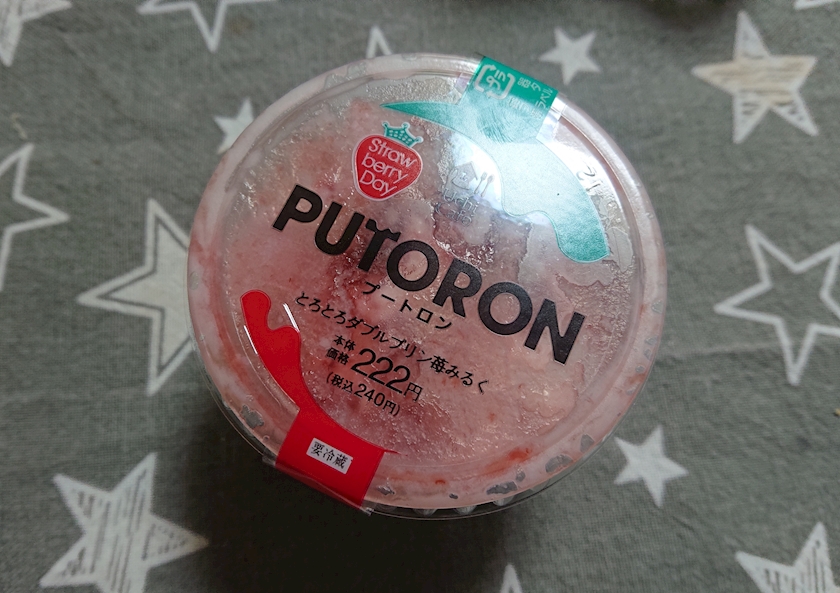 Straw
berry
Day
PUTORON
プートロン
とろとろダブルプリン苺みるく
本体
価格 222円
(税込240円)
要冷蔵